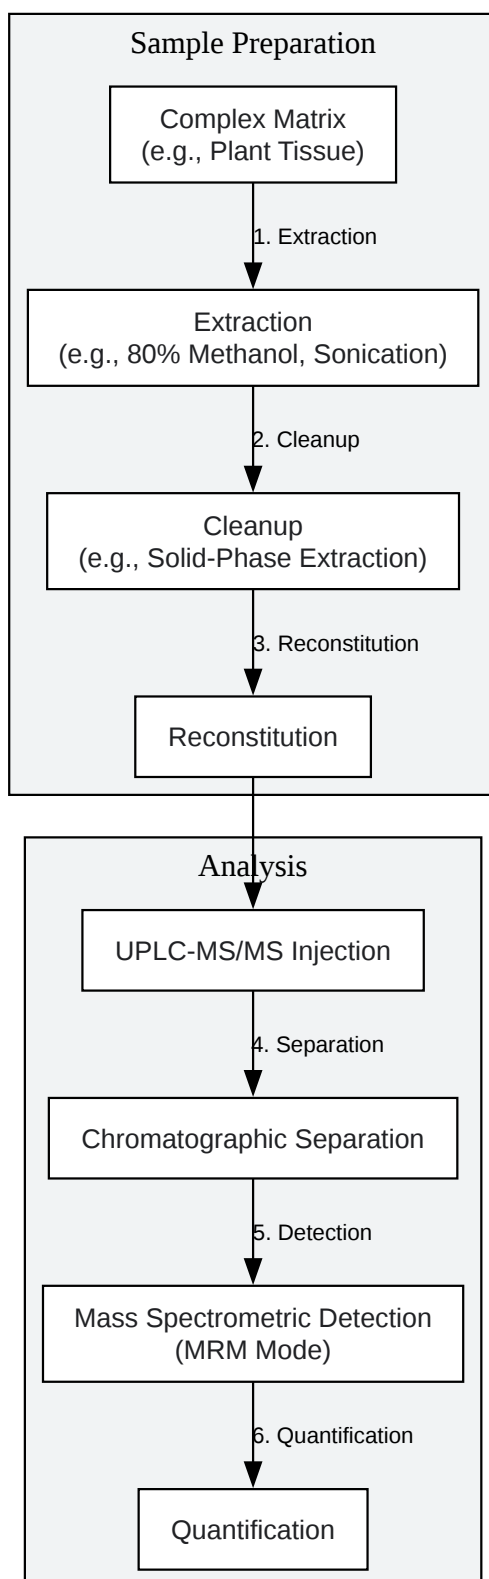 Sample Preparation
Complex Matrix
(e.g., Plant Tissue)
1. Extraction
Extraction
(e.g., 80% Methanol, Sonication)
2. Cleanup
Cleanup
(e.g., Solid-Phase Extraction)
3. Reconstitution
Reconstitution
Analysis
UPLC-MS/MS Injection
4. Separation
Chromatographic Separation
5. Detection
Mass Spectrometric Detection
(MRM Mode)
6. Quantification
Quantification